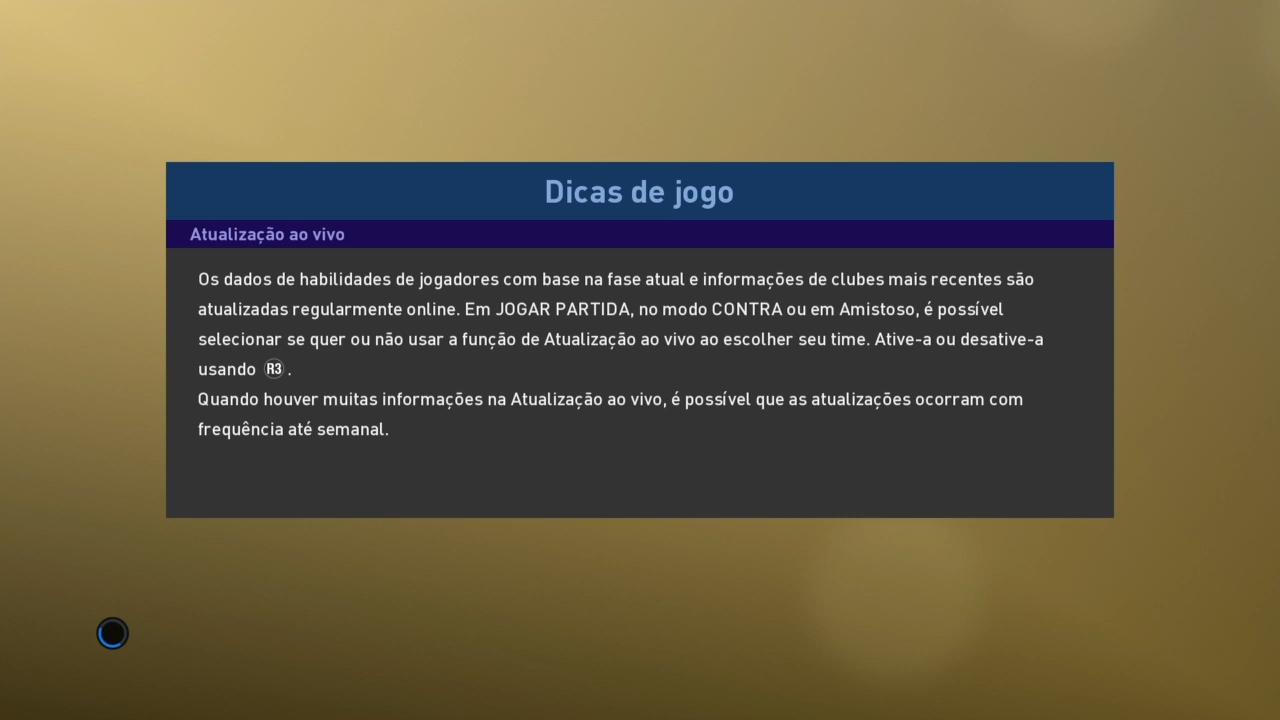 Dicas de jogo
Atualização ao vivo
Os dados de habilidades de jogadores com base na fase atual e informações de clubes mais recentes são
atualizadas regularmente online. Em JOGAR PARTIDA, no modo CONTRA ou em Amistoso, é possível
selecionar se quer ou não usar a função de Atualização ao vivo ao escolher seu time. Ative-a ou desative-a
usando R3.
Quando houver muitas informações na Atualização ao vivo, é possível que as atualizações ocorram com
frequência até semanal.